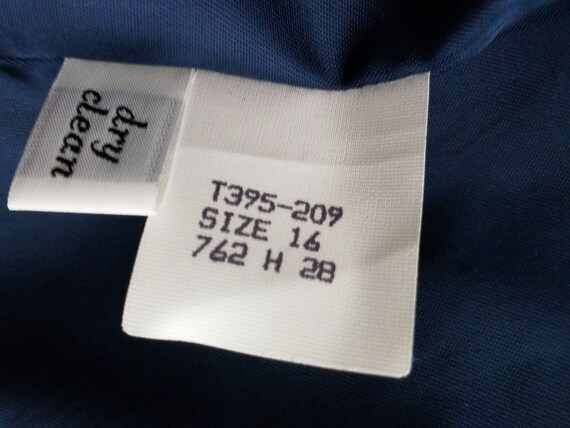 dry
clean
T395-209
SIZE 16
762 H 28